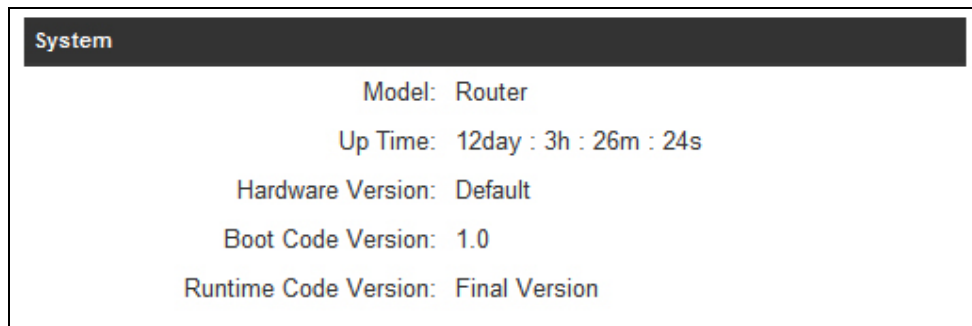 System
Model: Router
Up Time: 12day : 3h : 26m : 24s
Hardware Version: Default
Boot Code Version: 1.0
Runtime Code Version: Final Version